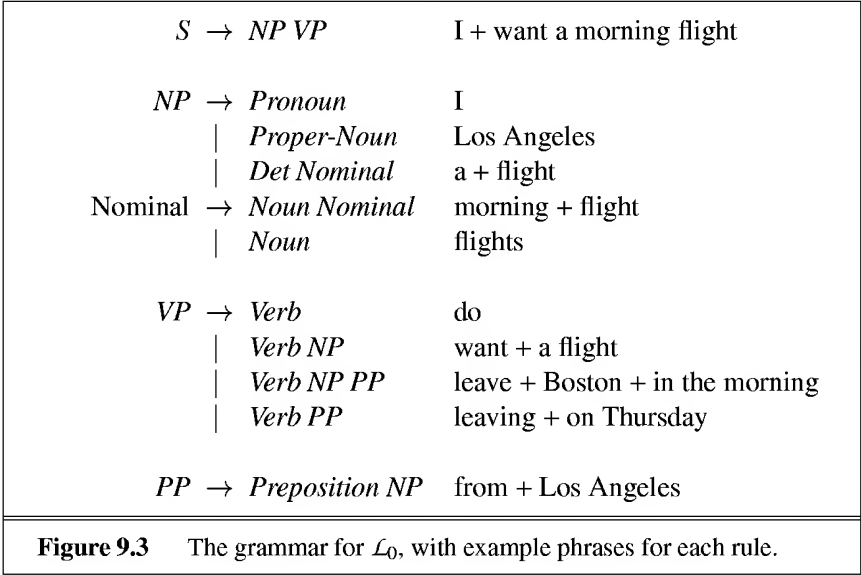 S → NP VP I + want a morning flight
NP → Pronoun I
| Proper-Noun Los Angeles
| Det Nominal a + flight
Nominal → Noun Nominal morning + flight
| Noun flights
VP → Verb do
| Verb NP want + a flight
| Verb NP PP leave + Boston + in the morning
| Verb PP leaving + on Thursday
PP → Preposition NP from + Los Angeles
Figure 9.3 The grammar for ℒ₀, with example phrases for each rule.